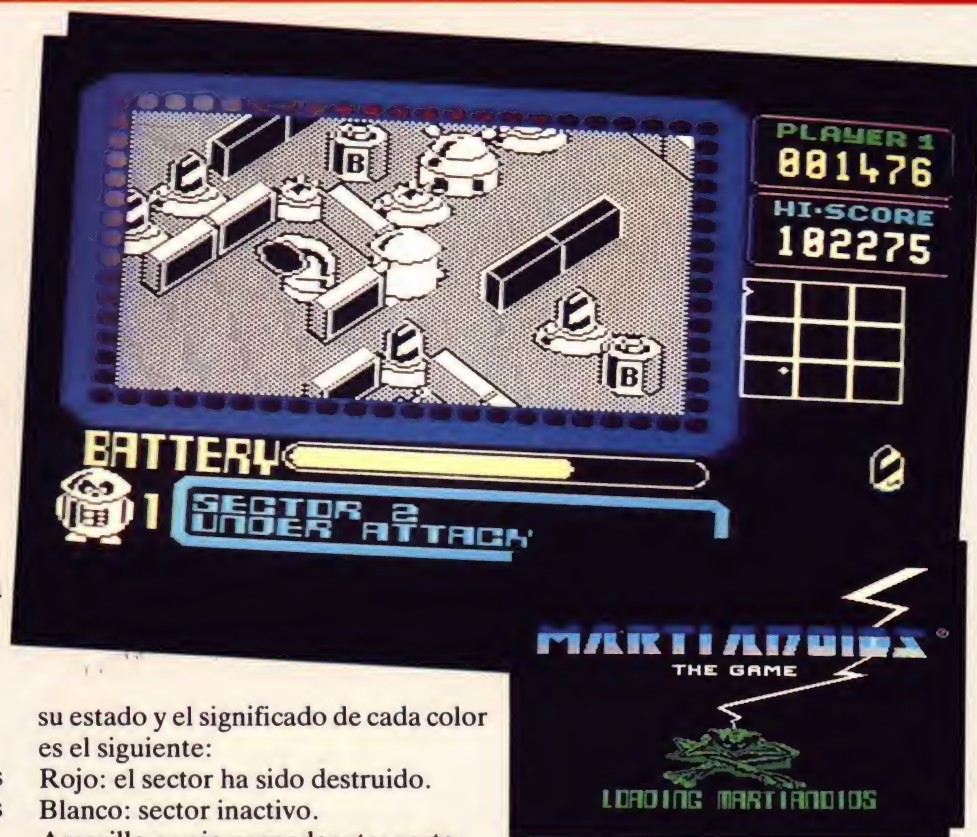 PLAYER 1
001476
HI·SCORE
102275
B
B
BATTERY
1
SECTOR 2
UNDER ATTACK
MARTIANOIDS®
THE GAME
LOADING MARTIANOIDS
su estado y el significado de cada color
es el siguiente:
Rojo: el sector ha sido destruido.
Blanco: sector inactivo.